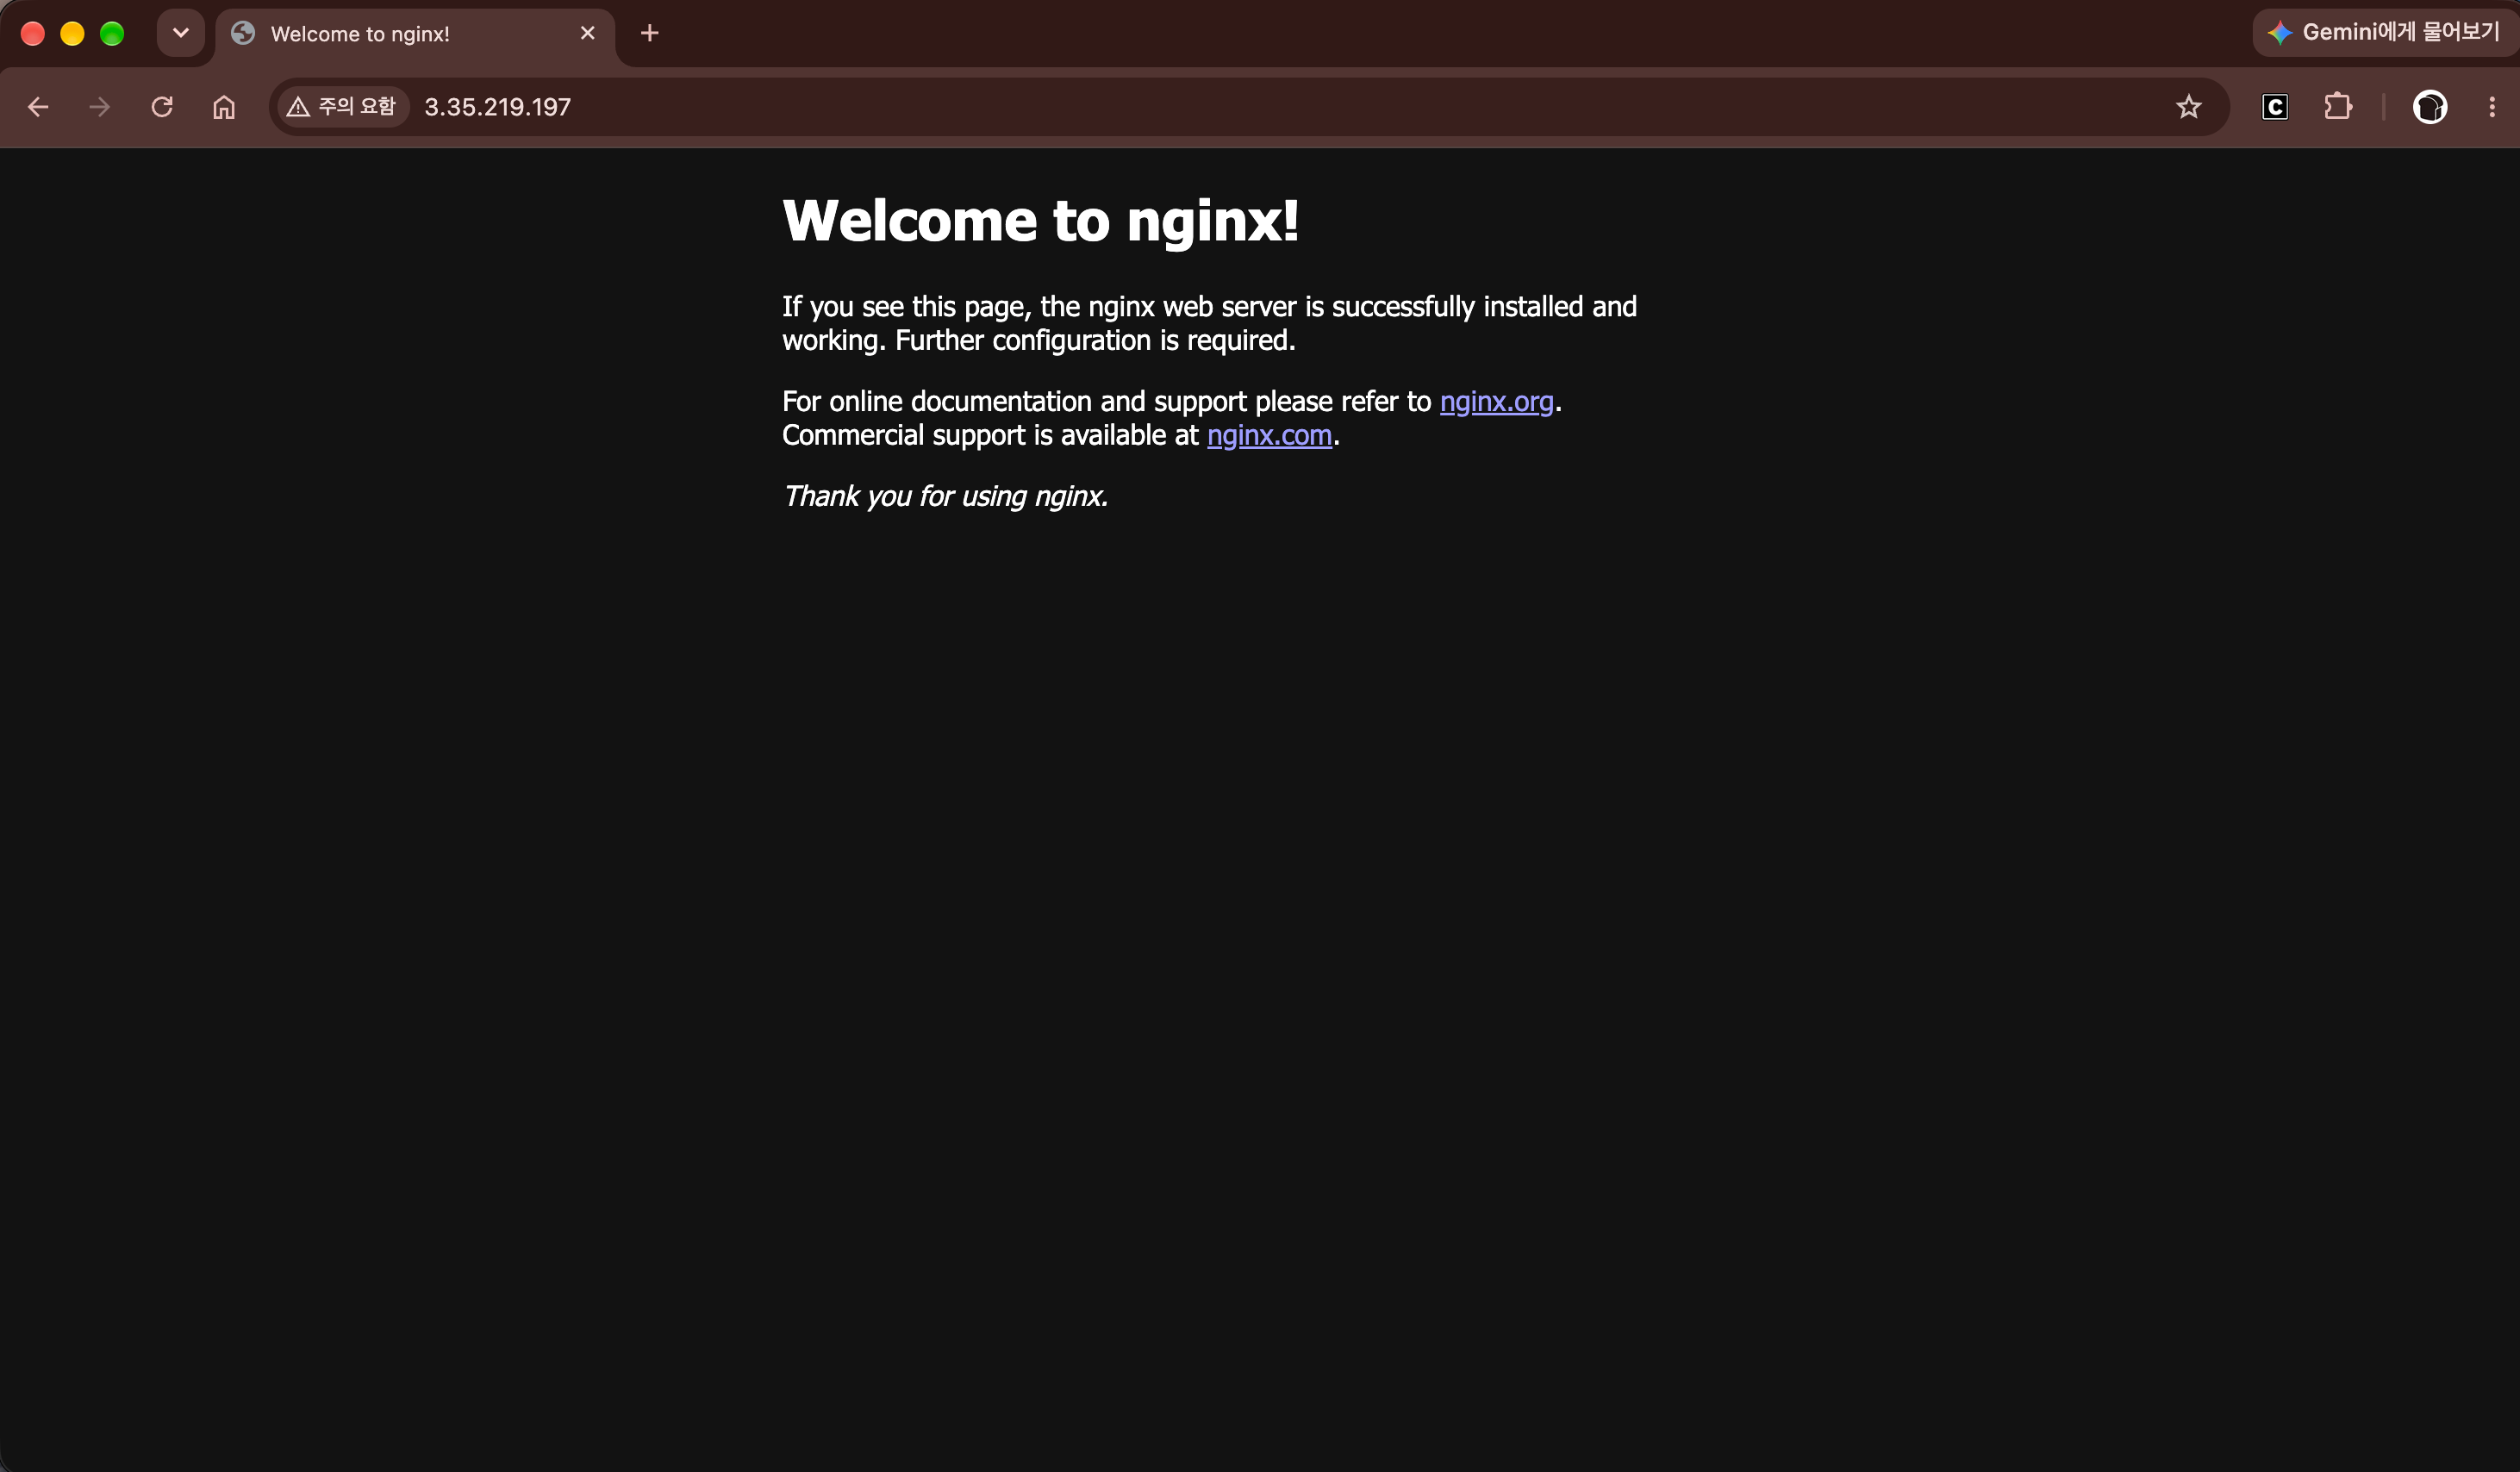 Welcome to nginx!
Gemini에게 물어보기
주의 요함 3.35.219.197
C
Welcome to nginx!
If you see this page, the nginx web server is successfully installed and
working. Further configuration is required.
For online documentation and support please refer to nginx.org.
Commercial support is available at nginx.com.
Thank you for using nginx.